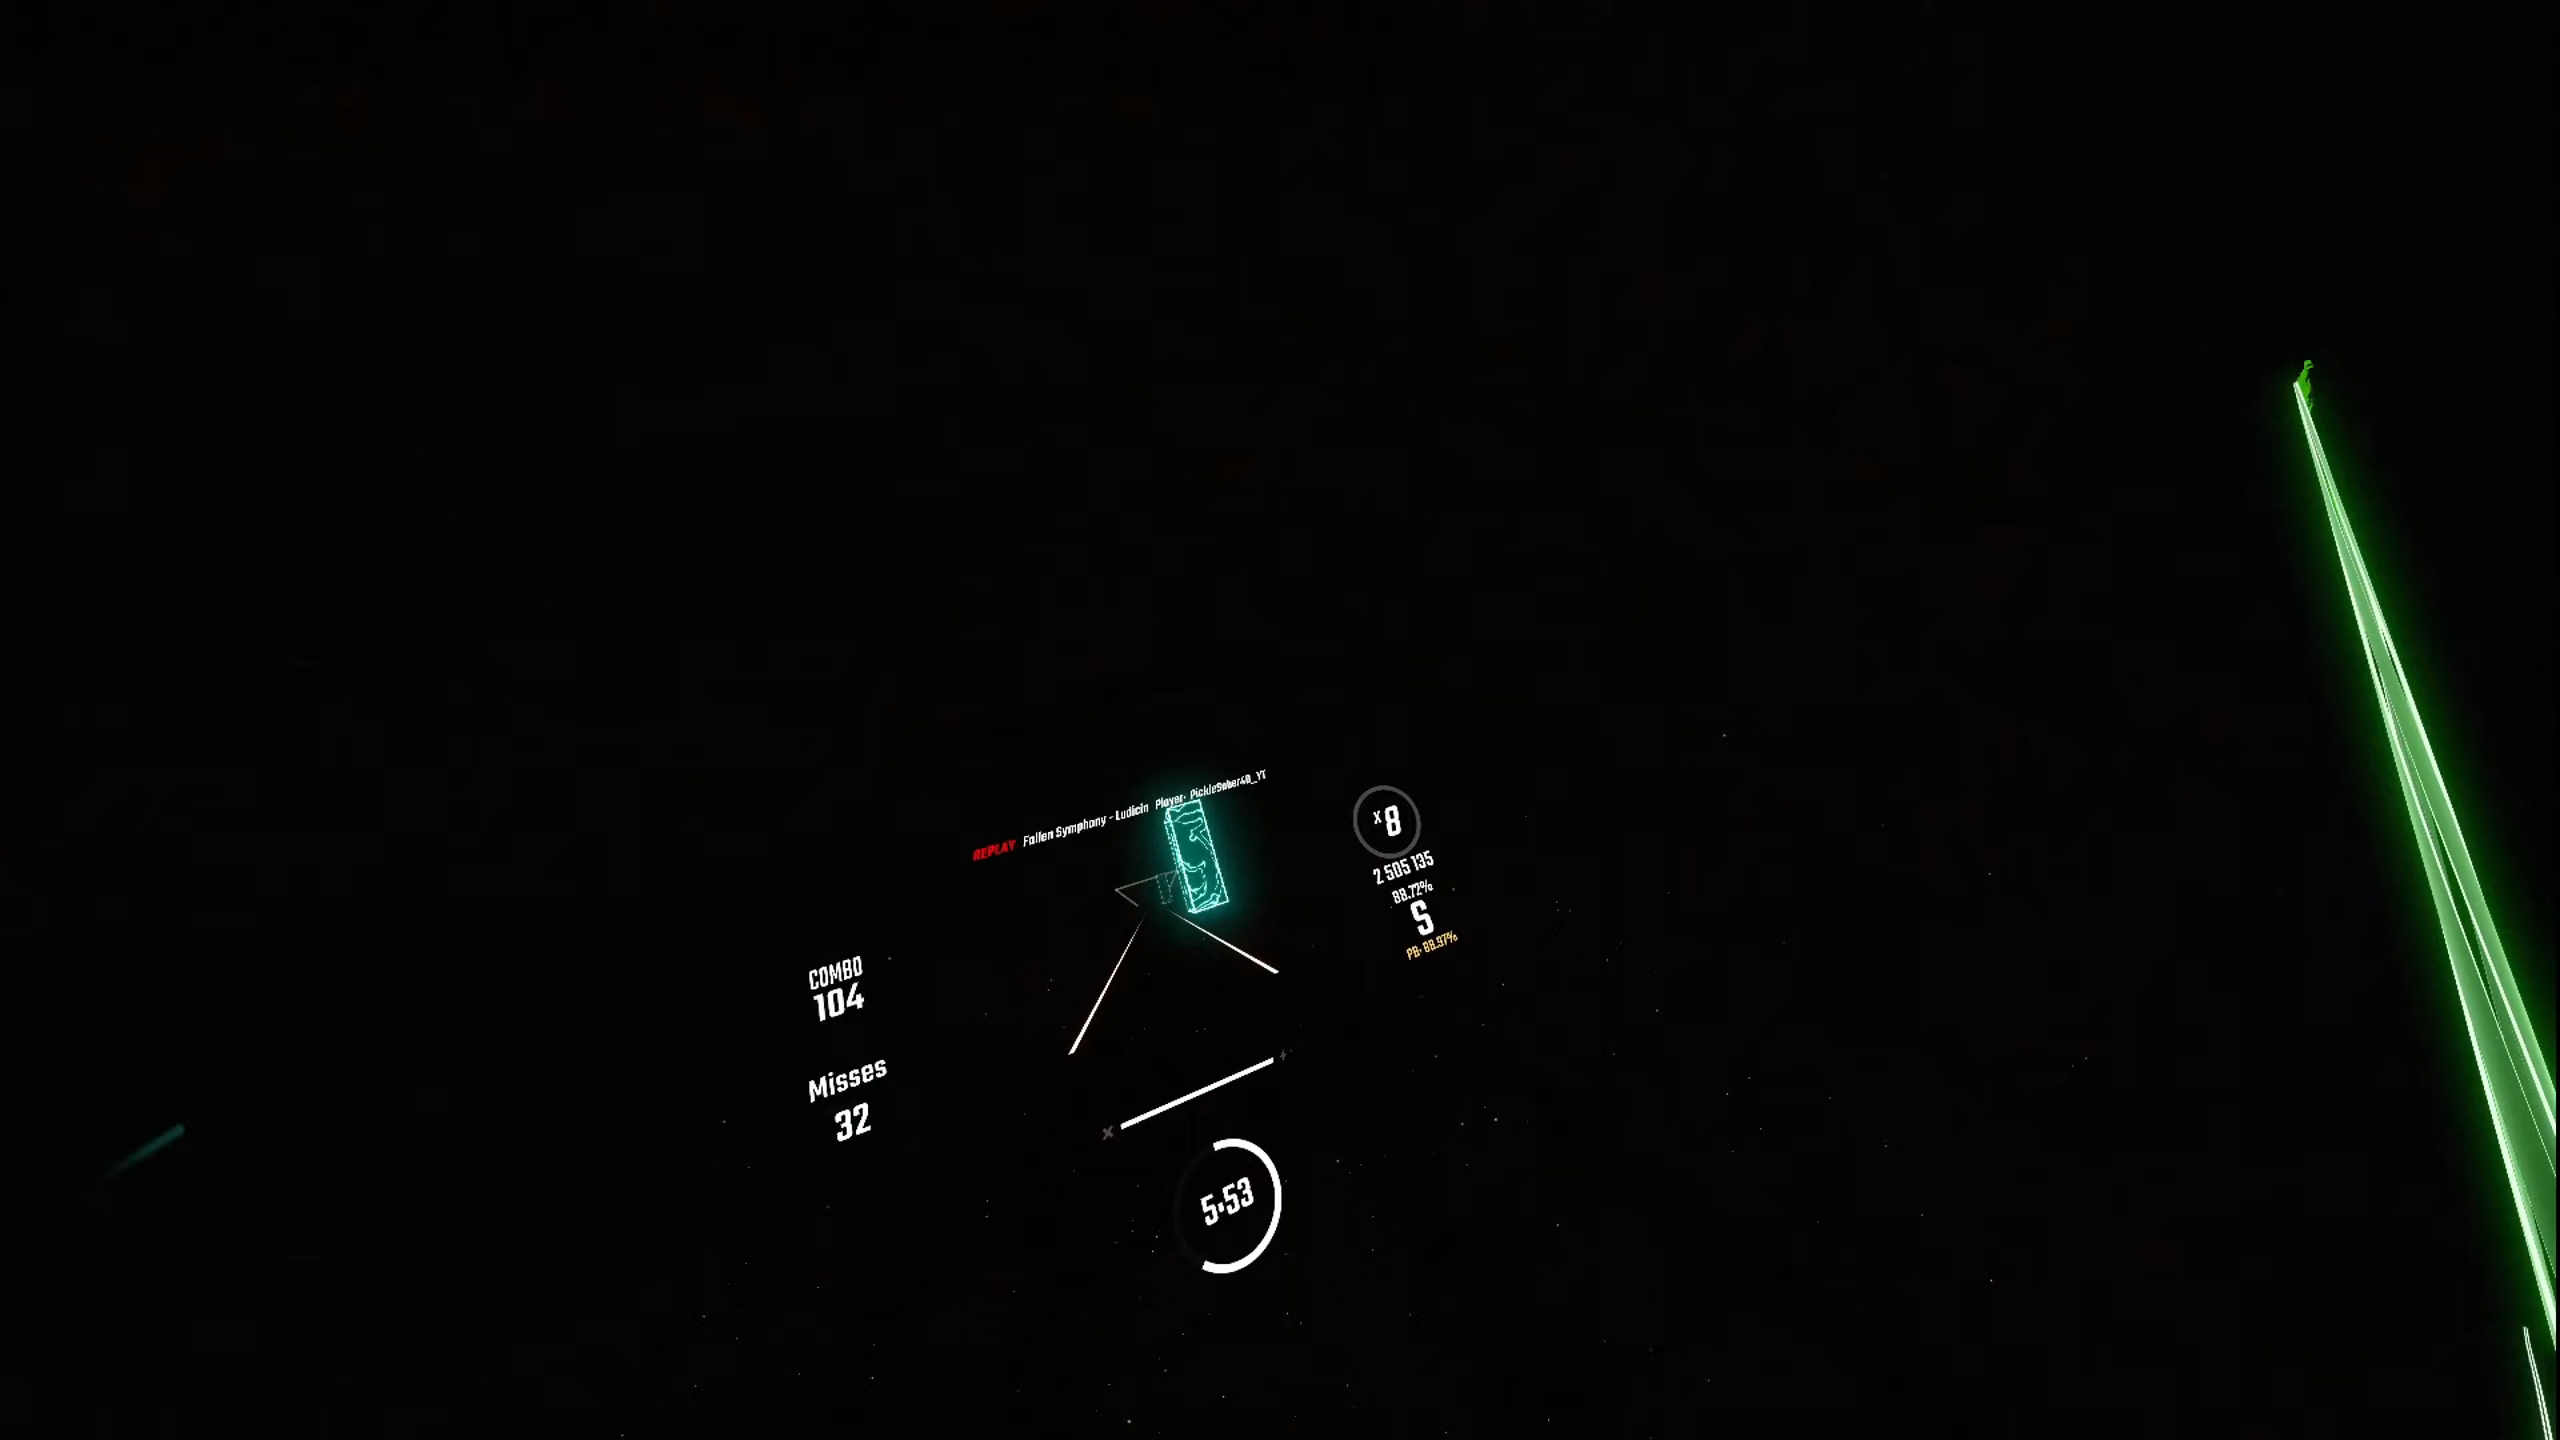 REPLAY Fallen Symphony - Ludicin Player: PickleSober40_YT
x8
2 505 135
88.72%
S
PB: 88.97%
COMBO
104
Misses
32
5:53